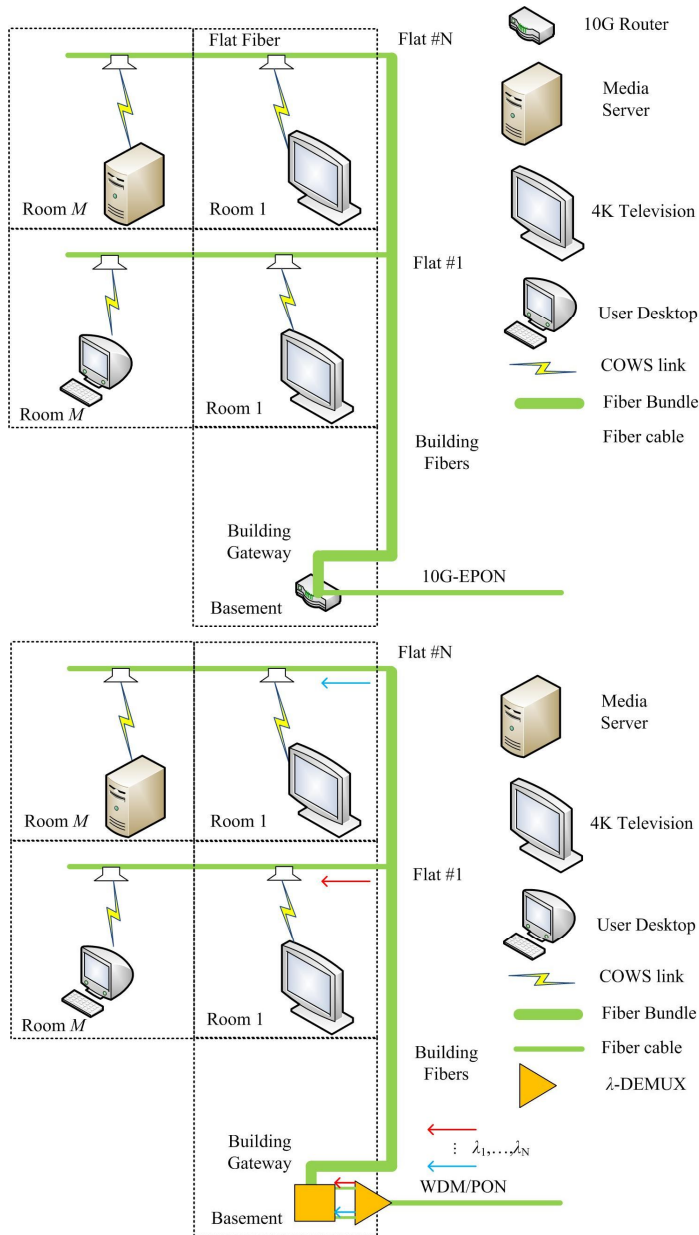 Flat Fiber
Flat #N
10G Router
Media
Server
Room M
Room 1
4K Television
Flat #1
User Desktop
COWS link
Room M
Room 1
Fiber Bundle
Building
Fibers
Fiber cable
Building
Gateway
10G-EPON
Basement
Flat #N
Media
Server
Room M
Room 1
4K Television
Flat #1
User Desktop
COWS link
Room M
Room 1
Fiber Bundle
Building
Fibers
Fiber cable
λ-DEMUX
Building
Gateway
⋮ λ1,…,λN
WDM/PON
Basement